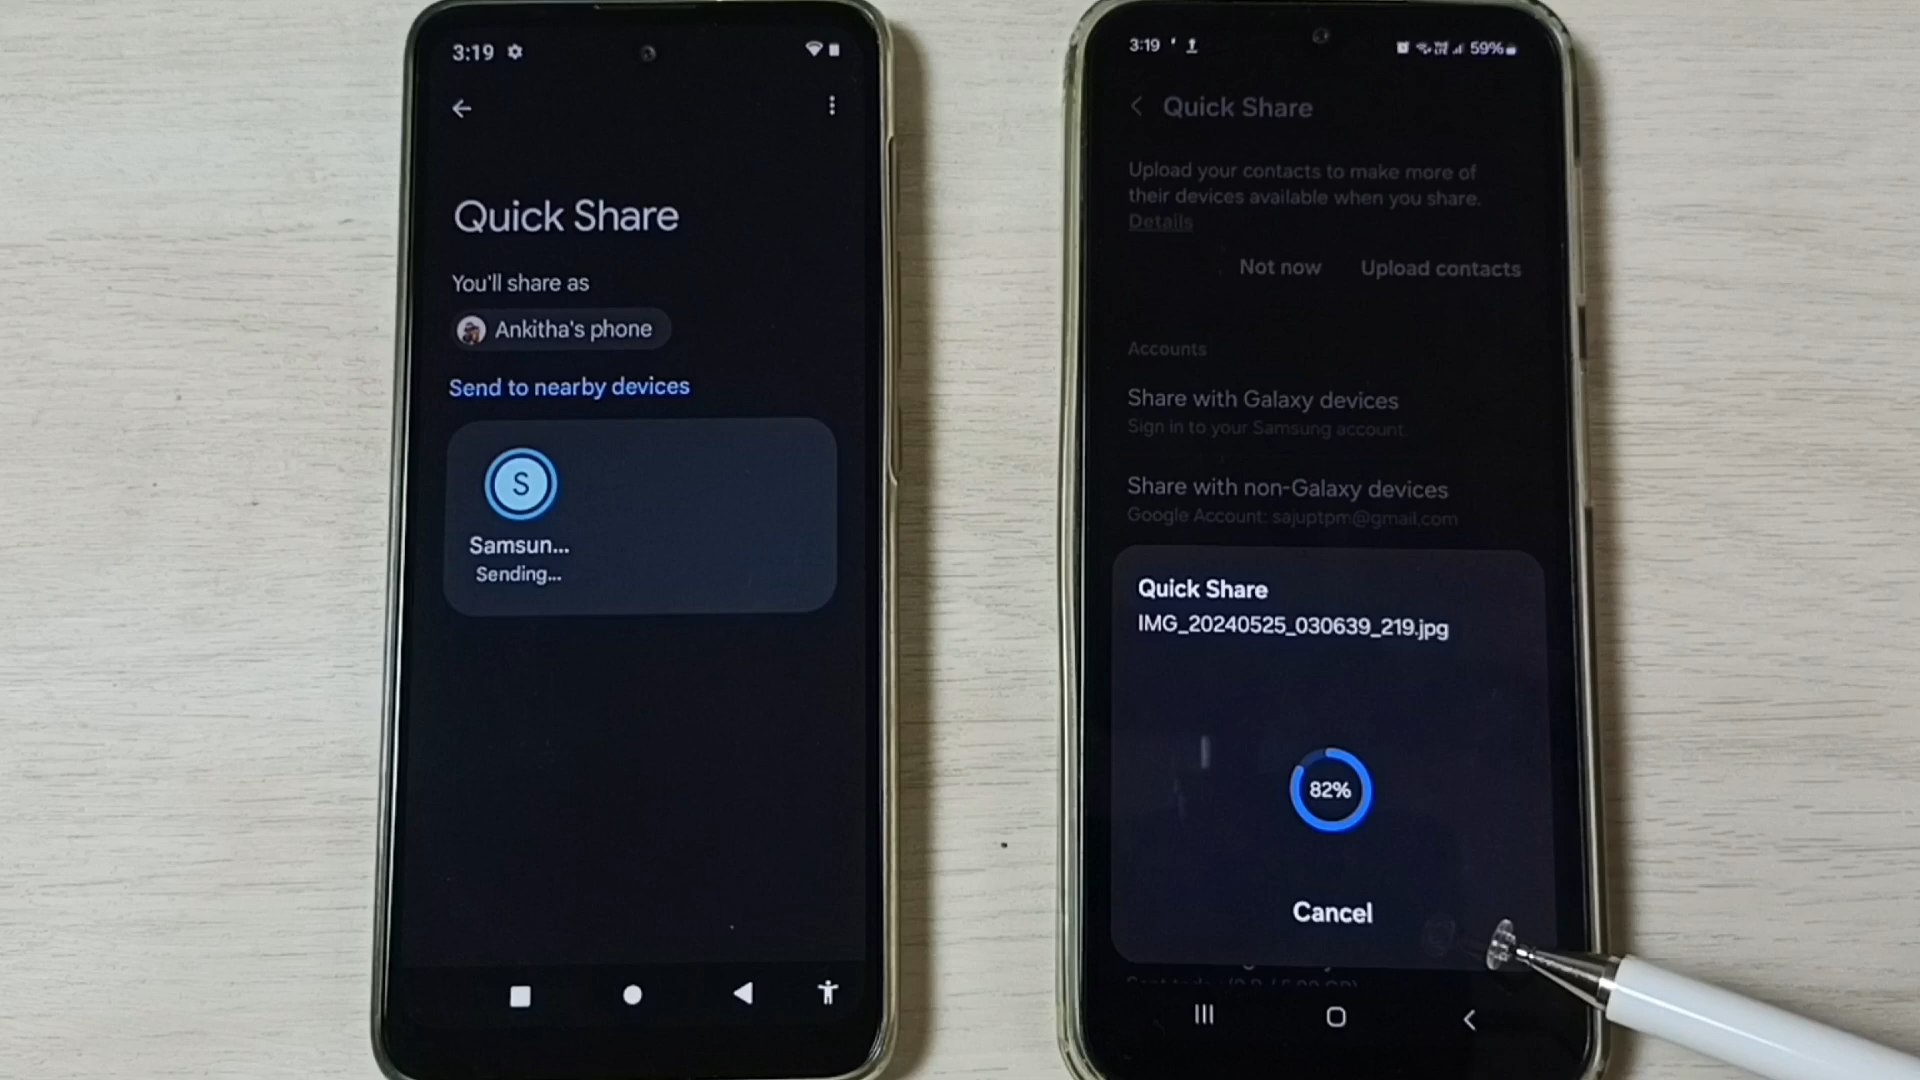 3:19
Quick Share
You'll share as
Ankitha's phone
Send to nearby devices
S
Samsun...
Sending...
3:19
59%
Quick Share
Upload your contacts to make more of
their devices available when you share.
Details
Not now
Upload contacts
Accounts
Share with Galaxy devices
Sign in to your Samsung account.
Share with non-Galaxy devices
Google Account: sajuptpm@gmail.com
Quick Share
IMG_20240525_030639_219.jpg
82%
Cancel